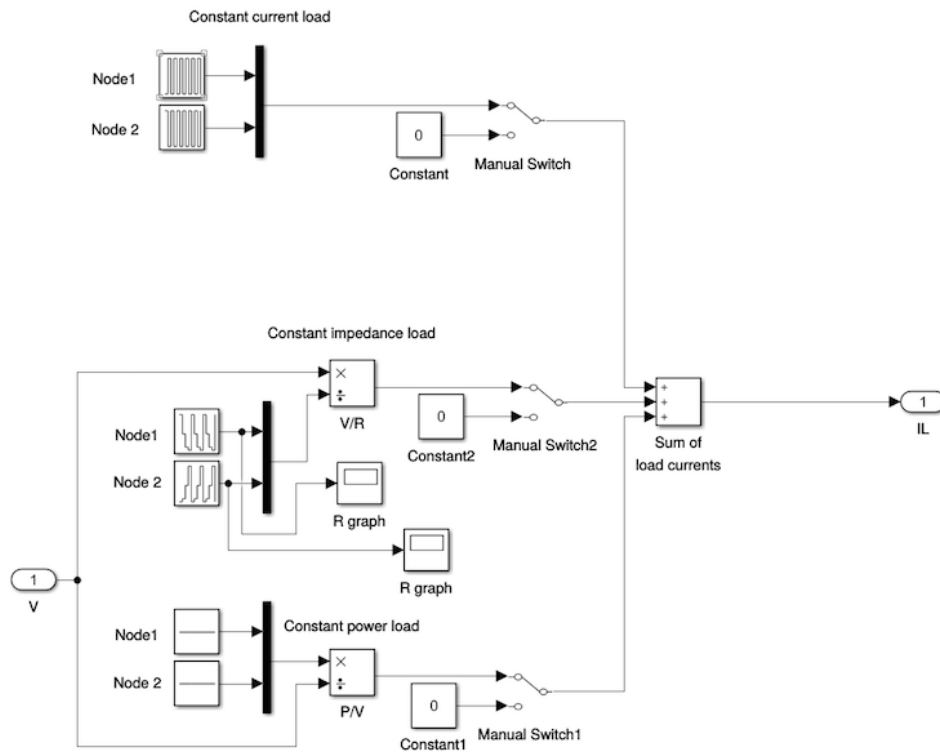 Constant current load
Node1
Node 2
0
Constant
Manual Switch
Constant impedance load
×
÷
V/R
Node1
Node 2
0
Constant2
Manual Switch2
R graph
R graph
+
+
+
Sum of
load currents
1
IL
1
V
Constant power load
Node1
Node 2
×
÷
P/V
0
Constant1
Manual Switch1